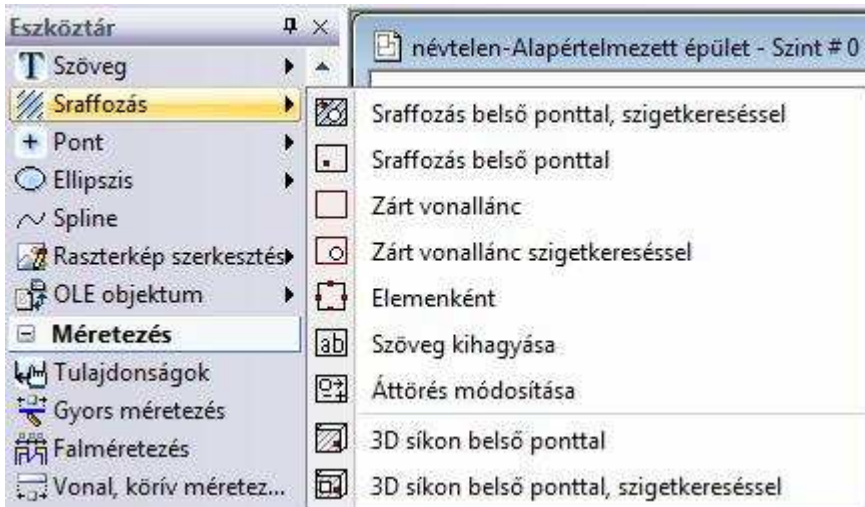 Eszköztár
névtelen-Alapértelmezett épület - Szint # 0
Szöveg
Sraffozás
Pont
Ellipszis
Spline
Raszterkép szerkesztés
OLE objektum
Méretezés
Tulajdonságok
Gyors méretezés
Falméretezés
Vonal, körív méretez...
Sraffozás belső ponttal, szigetkereséssel
Sraffozás belső ponttal
Zárt vonallánc
Zárt vonallánc szigetkereséssel
Elemenként
ab Szöveg kihagyása
Áttörés módosítása
3D síkon belső ponttal
3D síkon belső ponttal, szigetkereséssel